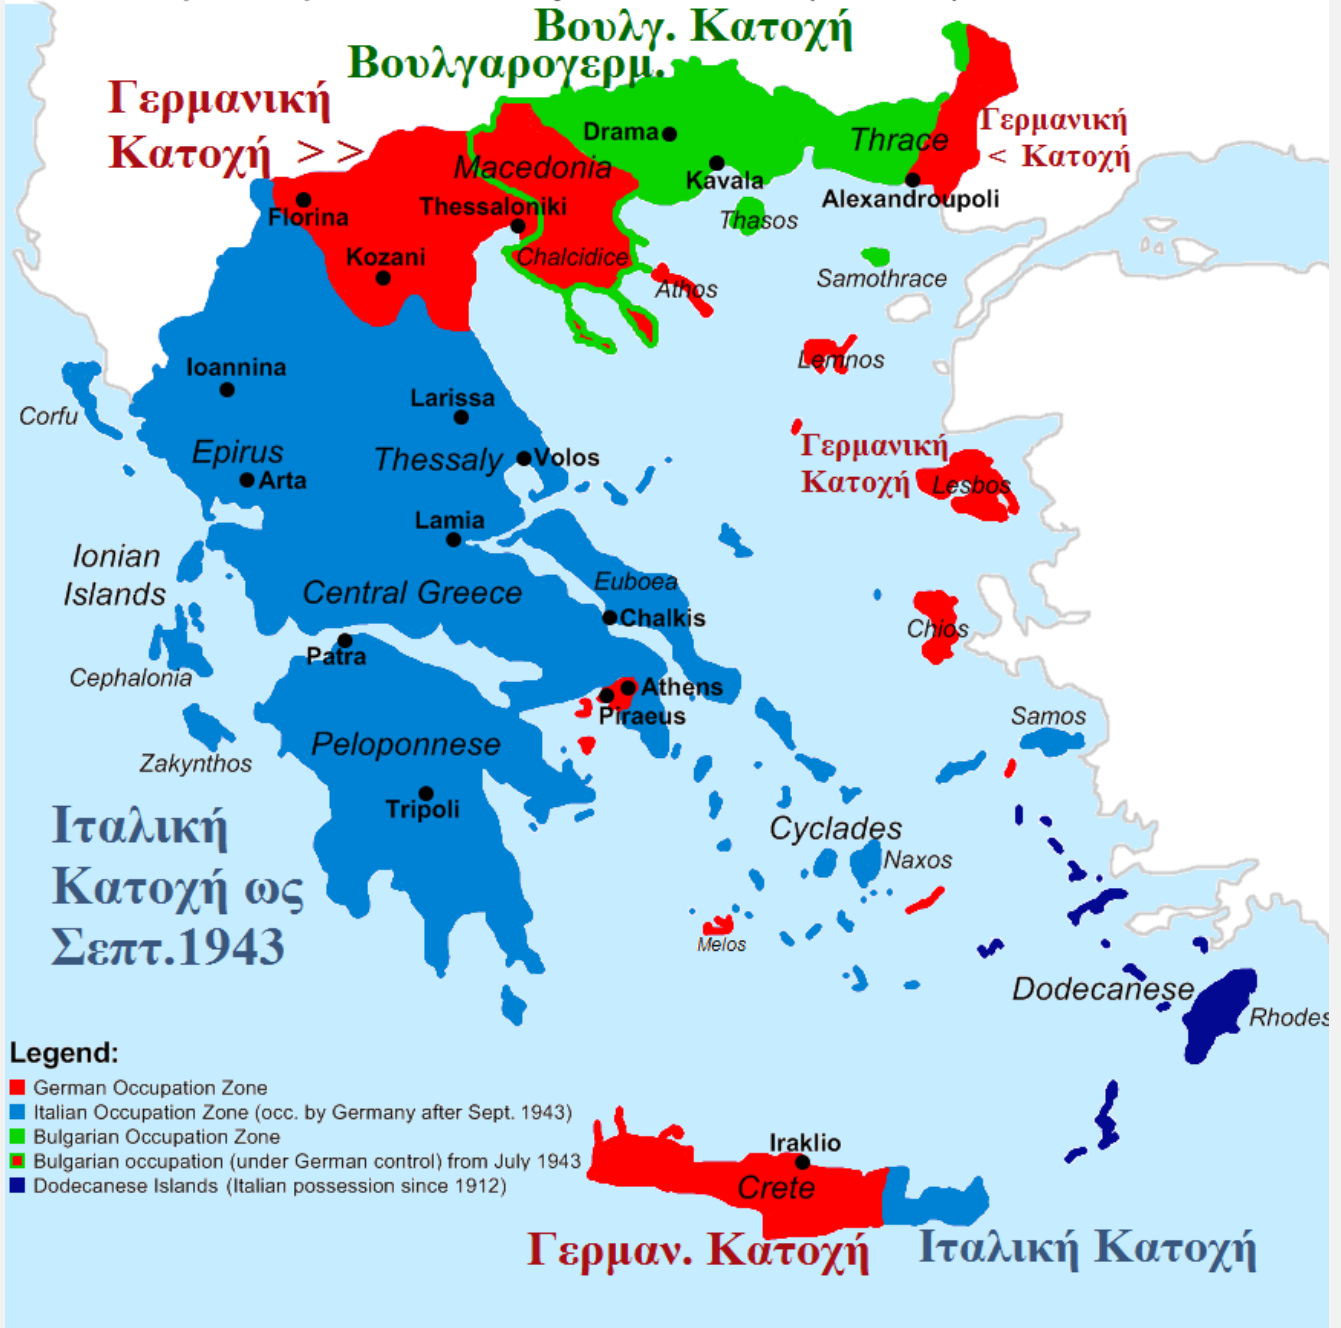 Βουλγ. Κατοχή
Βουλγαρογερμ.
Γερμανική
Κατοχή >>
Γερμανική
< Κατοχή
Drama
Thrace
Macedonia
Kavala
Alexandroupoli
Florina
Thessaloniki
Thasos
Kozani
Chalcidice
Samothrace
Athos
Lemnos
Ioannina
Larissa
Corfu
Γερμανική
Κατοχή
Epirus
Thessaly
Volos
Arta
Lesbos
Lamia
Ionian
Islands
Central Greece
Euboea
Chalkis
Chios
Patra
Cephalonia
Athens
Piraeus
Samos
Peloponnese
Zakynthos
Tripoli
Cyclades
Naxos
Ιταλική
Κατοχή ως
Σεπτ.1943
Melos
Dodecanese
Rhodes
Legend:
German Occupation Zone
Italian Occupation Zone (occ. by Germany after Sept. 1943)
Bulgarian Occupation Zone
Bulgarian occupation (under German control) from July 1943
Dodecanese Islands (Italian possession since 1912)
Iraklio
Crete
Γερμαν. Κατοχή
Ιταλική Κατοχή